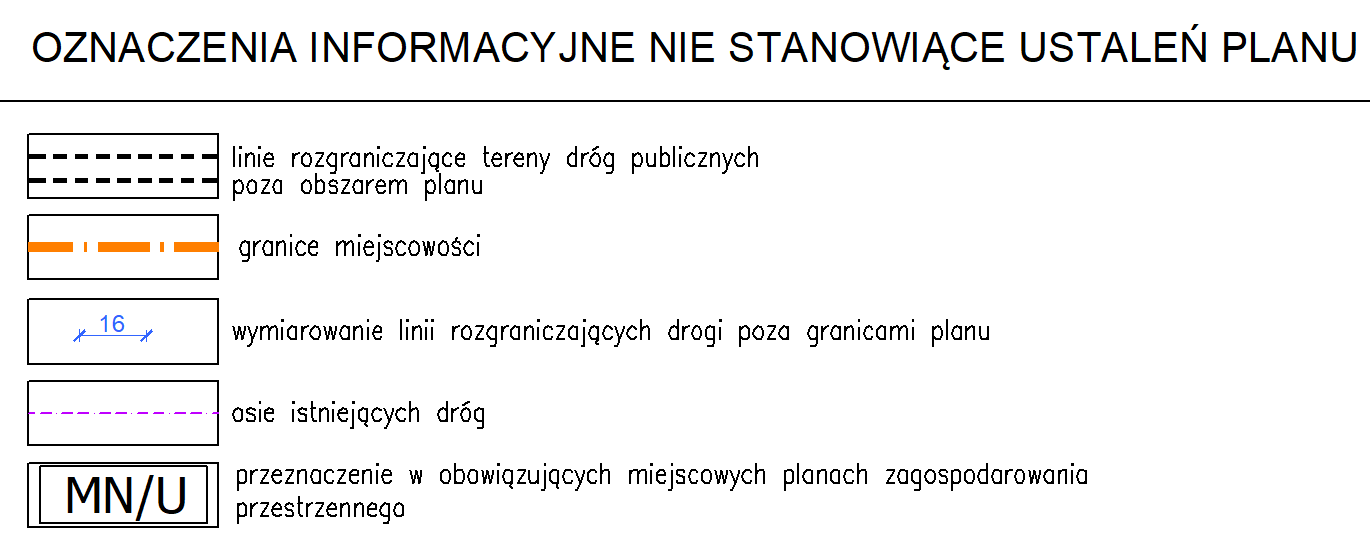 OZNACZENIA INFORMACYJNE NIE STANOWIĄCE USTALEŃ PLANU
linie rozgraniczające tereny dróg publicznych
poza obszarem planu
granice miejscowości
16
wymiarowanie linii rozgraniczających drogi poza granicami planu
osie istniejących dróg
MN/U
przeznaczenie w obowiązujących miejscowych planach zagospodarowania
przestrzennego